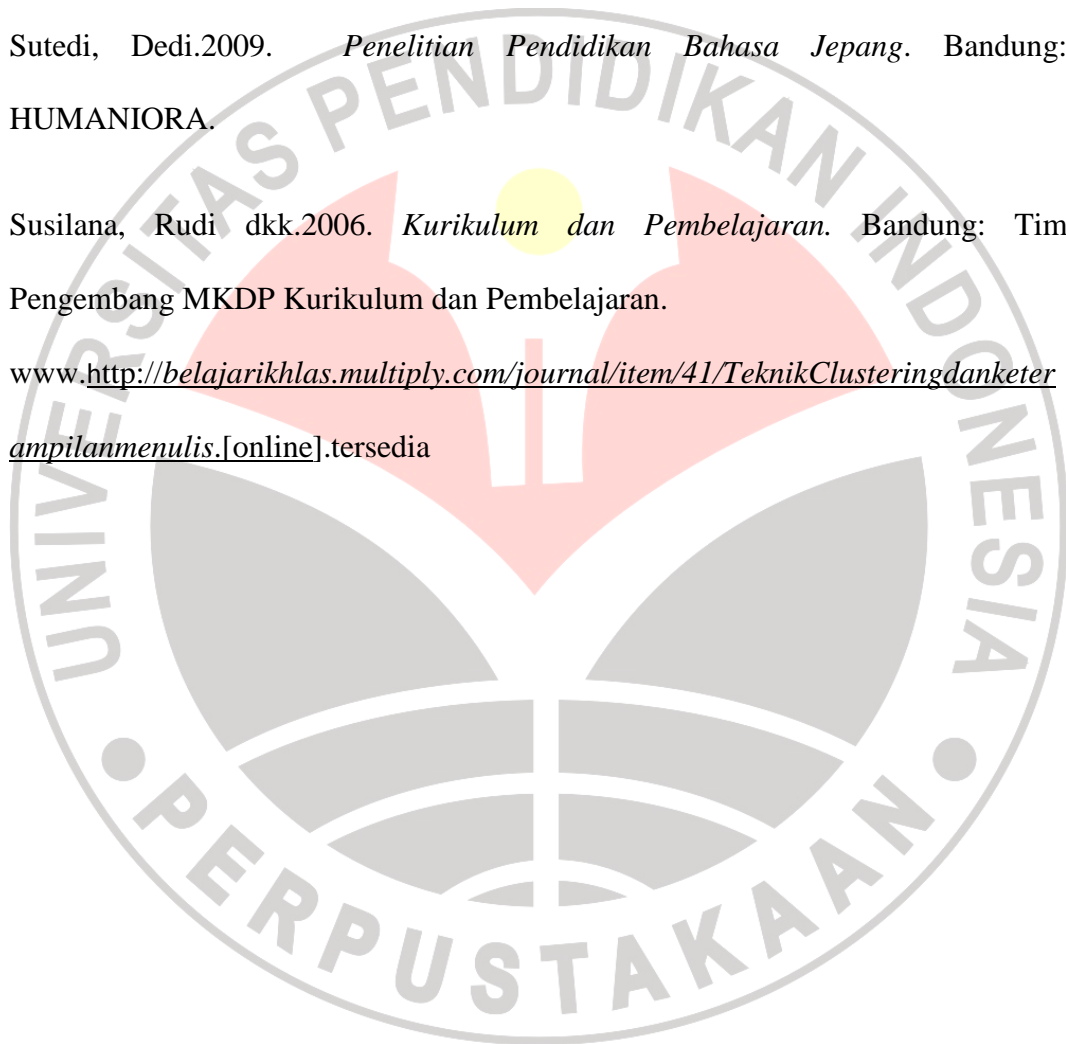 Sutedi, Dedi.2009. Penelitian Pendidikan Bahasa Jepang. Bandung:
HUMANIORA.
Susilana, Rudi dkk.2006. Kurikulum dan Pembelajaran. Bandung: Tim
Pengembang MKDP Kurikulum dan Pembelajaran.
www.http://belajarikhlas.multiply.com/journal/item/41/TeknikClusteringdanketer
ampilanmenulis.[online].tersedia
UNIVERSITAS PENDIDIKAN INDONESIA
PERPUSTAKAAN